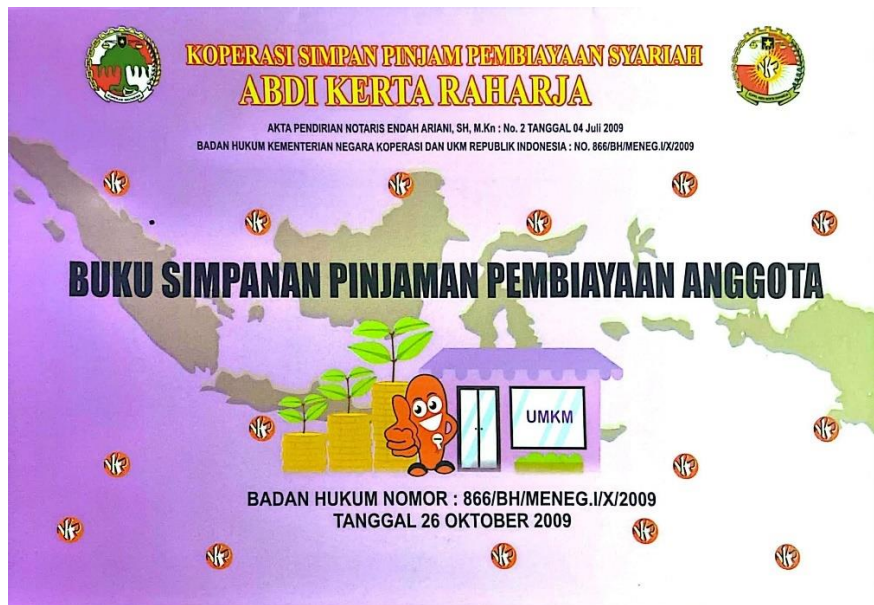 KOPERASI SIMPAN PINJAM PEMBIAYAAN SYARIAH
ABDI KERTA RAHARJA
AKTA PENDIRIAN NOTARIS ENDAH ARIANI, SH, M.Kn : No. 2 TANGGAL 04 Juli 2009
BADAN HUKUM KEMENTERIAN NEGARA KOPERASI DAN UKM REPUBLIK INDONESIA : NO. 866/BH/MENEG.I/X/2009
BUKU SIMPANAN PINJAMAN PEMBIAYAAN ANGGOTA
UMKM
BADAN HUKUM NOMOR : 866/BH/MENEG.I/X/2009
TANGGAL 26 OKTOBER 2009